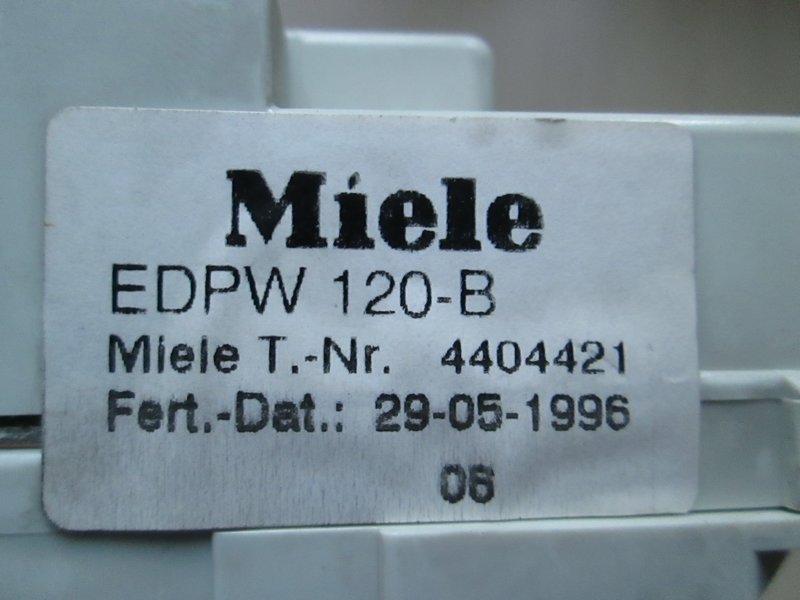 Miele
EDPW 120-B
Miele T.-Nr. 4404421
Fert.-Dat.: 29-05-1996
06